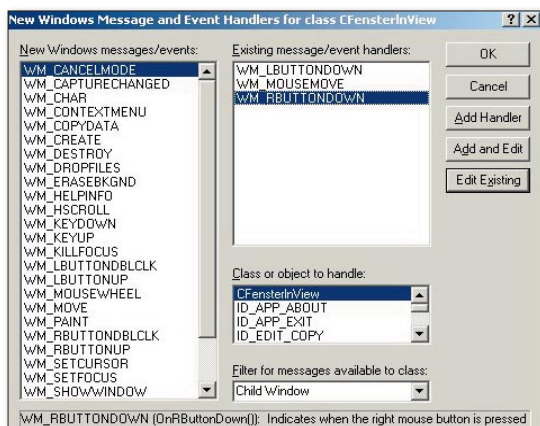 New Windows Message and Event Handlers for class CFensterInView
New Windows messages/events:
WM_CANCELMODE
WM_CAPTURECHANGED
WM_CHAR
WM_CONTEXTMENU
WM_COPYDATA
WM_CREATE
WM_DESTROY
WM_DROPFILES
WM_ERASEBKGND
WM_HELPINFO
WM_HSCROLL
WM_KEYDOWN
WM_KEYUP
WM_KILLFOCUS
WM_LBUTTONDBLCLK
WM_LBUTTONUP
WM_MOUSEWHEEL
WM_MOVE
WM_PAINT
WM_RBUTTONDBLCLK
WM_RBUTTONUP
WM_SETCURSOR
WM_SETFOCUS
WM_SHOWWINDOW
Existing message/event handlers:
WM_LBUTTONDOWN
WM_MOUSEMOVE
WM_RBUTTONDOWN
Class or object to handle:
CFensterInView
ID_APP_ABOUT
ID_APP_EXIT
ID_EDIT_COPY
Filter for messages available to class:
Child Window
OK
Cancel
Add Handler
Add and Edit
Edit Existing
WM_RBUTTONDOWN (OnRButtonDown()): Indicates when the right mouse button is pressed